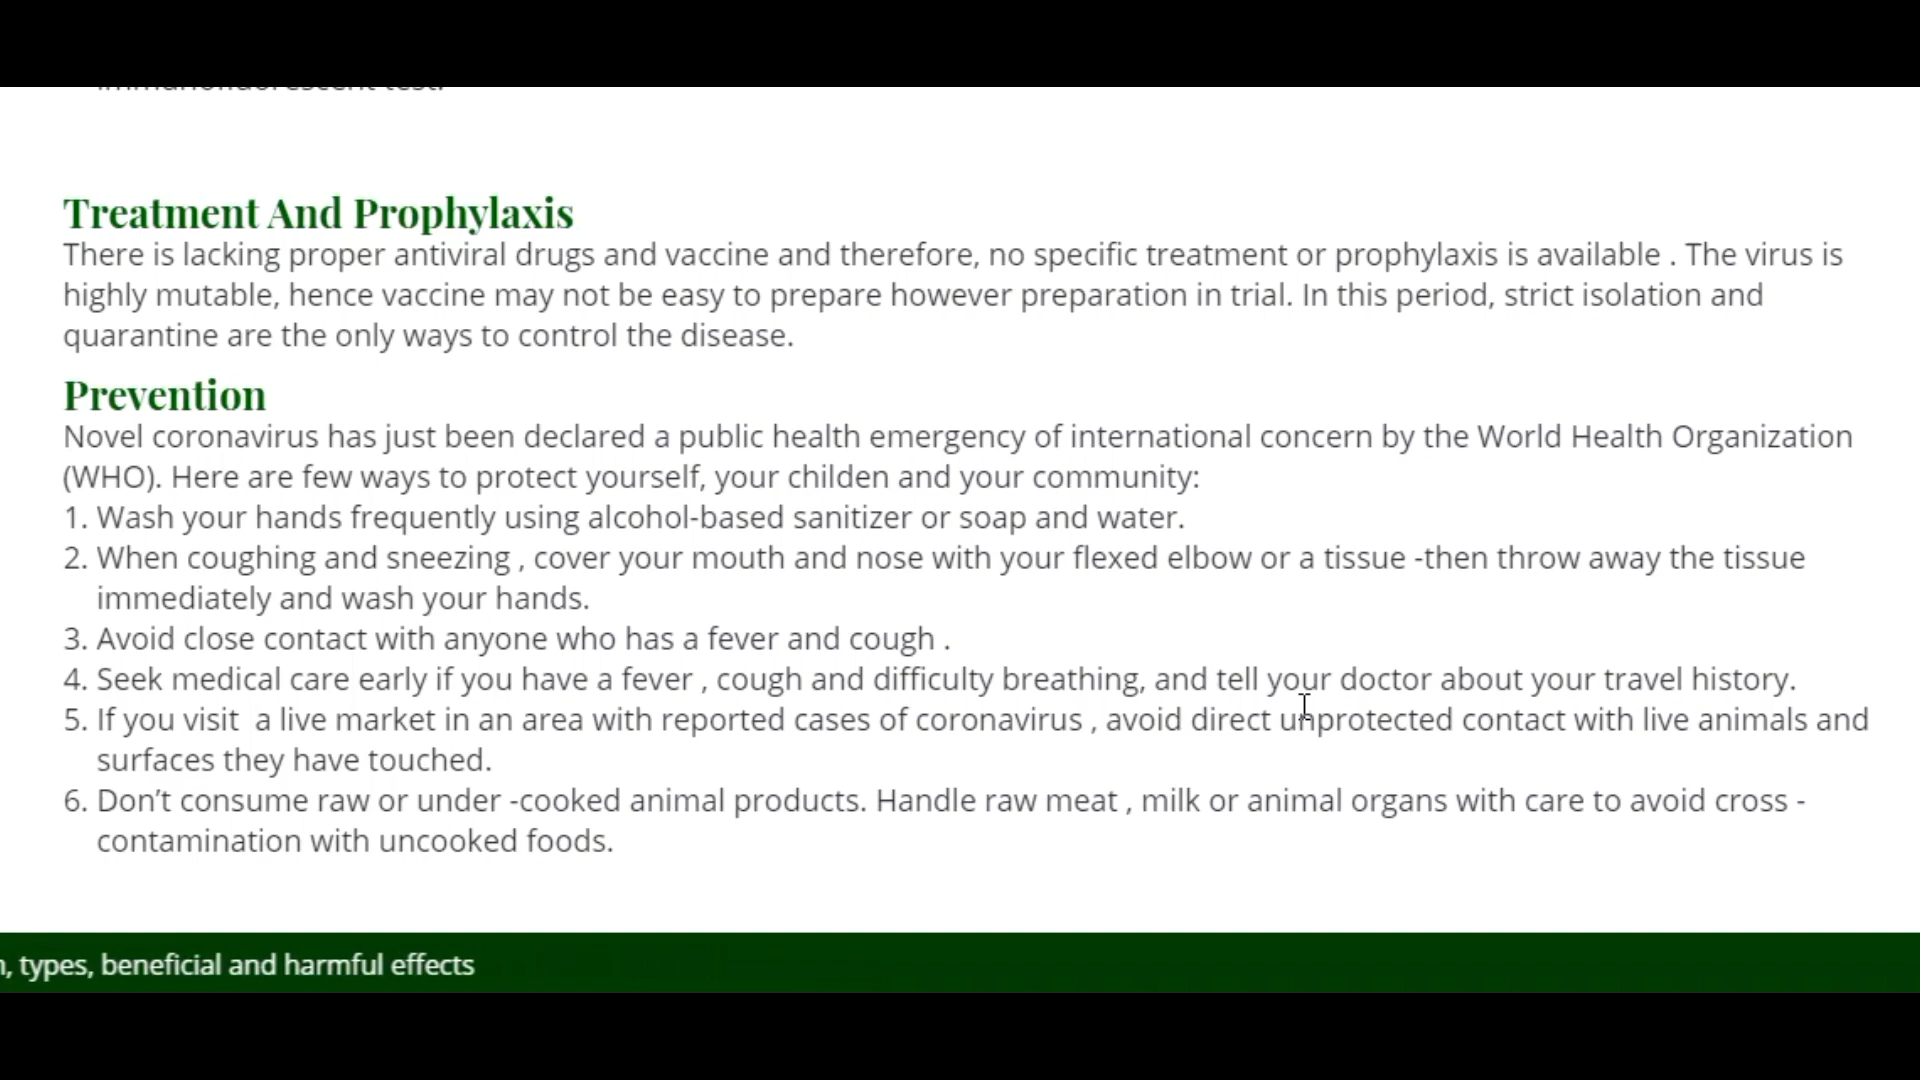 Treatment And Prophylaxis
There is lacking proper antiviral drugs and vaccine and therefore, no specific treatment or prophylaxis is available . The virus is
highly mutable, hence vaccine may not be easy to prepare however preparation in trial. In this period, strict isolation and
quarantine are the only ways to control the disease.
Prevention
Novel coronavirus has just been declared a public health emergency of international concern by the World Health Organization
(WHO). Here are few ways to protect yourself, your childen and your community:
1. Wash your hands frequently using alcohol-based sanitizer or soap and water.
2. When coughing and sneezing , cover your mouth and nose with your flexed elbow or a tissue -then throw away the tissue
immediately and wash your hands.
3. Avoid close contact with anyone who has a fever and cough .
4. Seek medical care early if you have a fever , cough and difficulty breathing, and tell your doctor about your travel history.
5. If you visit  a live market in an area with reported cases of coronavirus , avoid direct unprotected contact with live animals and
surfaces they have touched.
6. Don’t consume raw or under -cooked animal products. Handle raw meat , milk or animal organs with care to avoid cross -
contamination with uncooked foods.
, types, beneficial and harmful effects